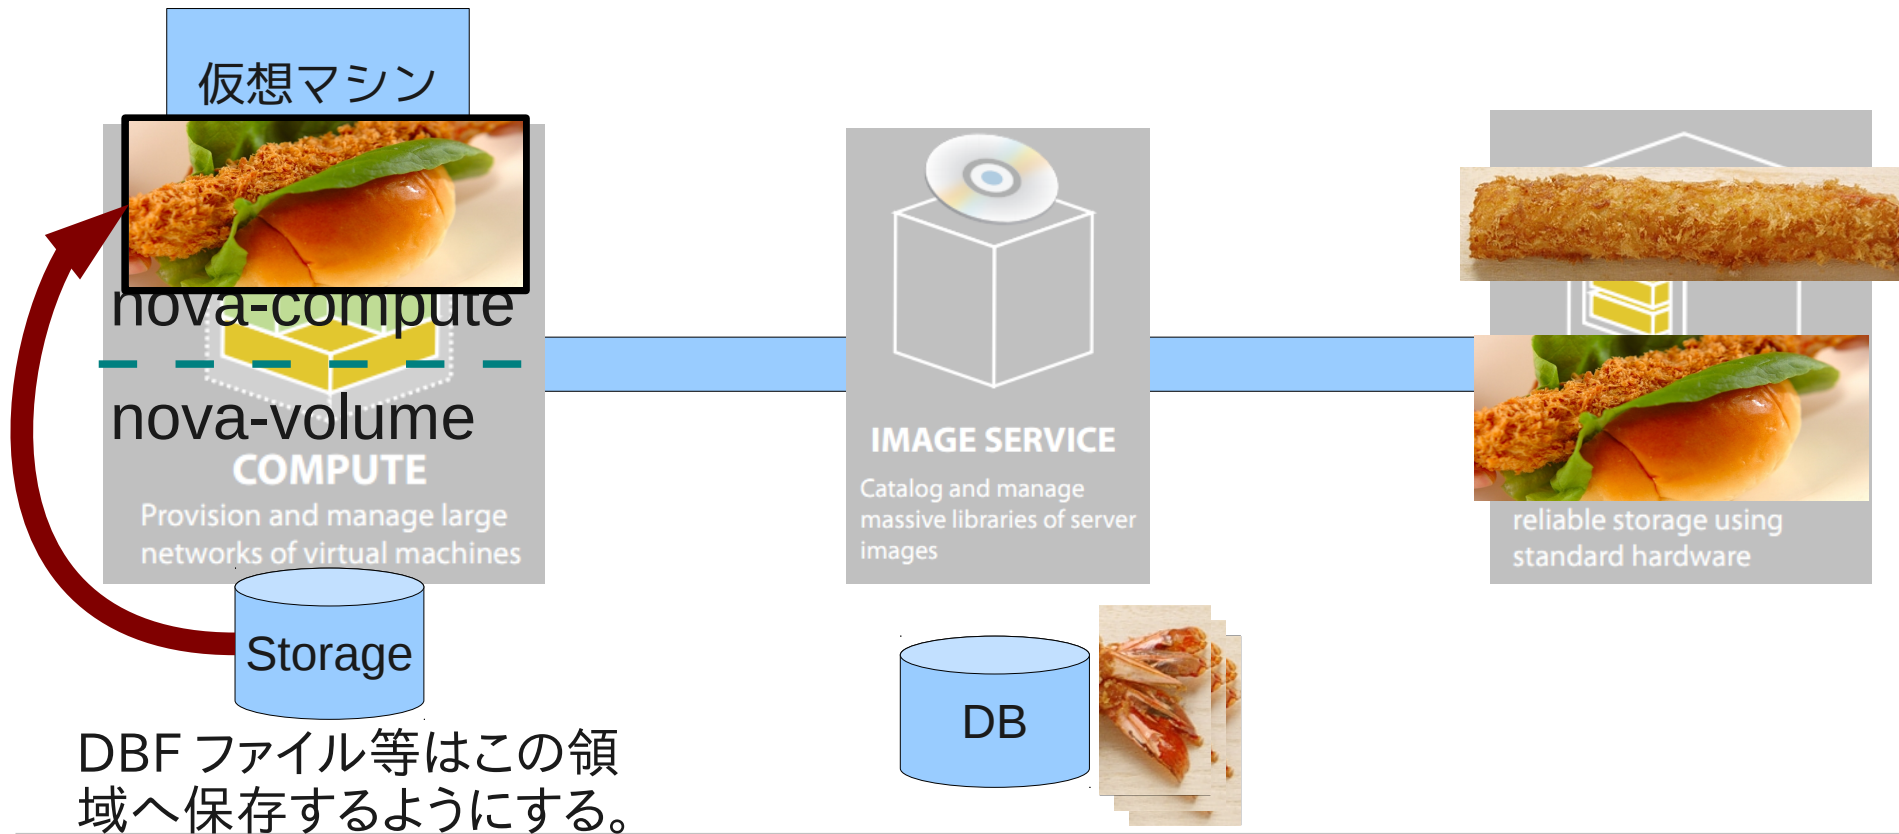 仮想マシン
nova-compute
nova-volume
COMPUTE
Provision and manage large
networks of virtual machines
Storage
DBF ファイル等はこの領
域へ保存するようにする。
IMAGE SERVICE
Catalog and manage
massive libraries of server
images
DB
reliable storage using
standard hardware